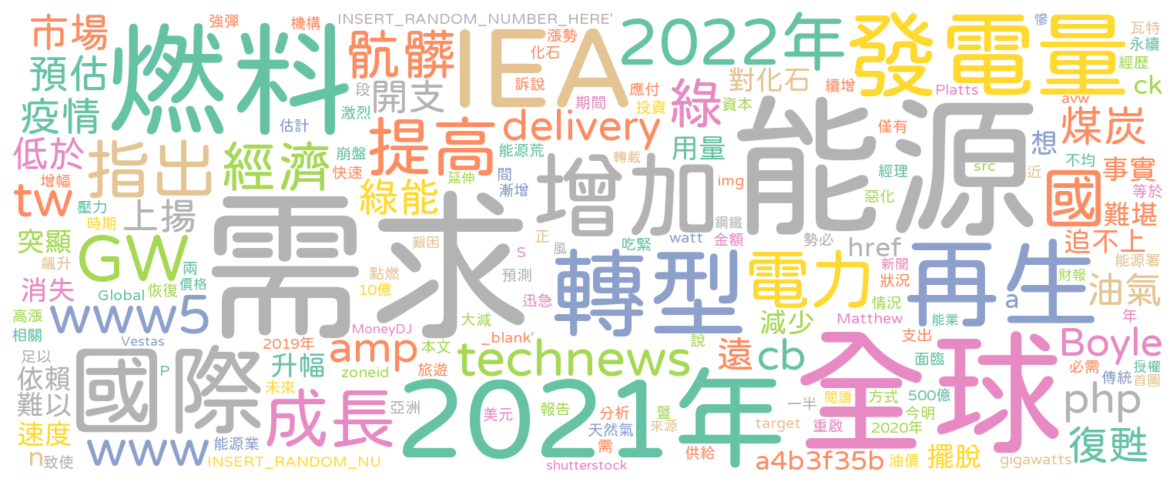 強彈 機構 INSERT_RANDOM_NUMBER_HERE' 漲勢 慘 瓦特
市場 燃料 骯髒 IEA 化石 2022年 發電量 永續
預估 段 開支 訴說 期間 應付 綠 對化石 續增 Platts 經歷 ck
疫情 估計 激烈 投資 資本 僅有 avw 煤炭
低於 指出 經濟 崩盤 提高 delivery 能源荒 轉載 用量 能源 想 不均 事實
增幅 快速 延伸 增加 img 經理 src 近 等於
tw 壓力 綠能 間 漸增 惡化 國 難堪
時期 上揚 需求 艱困 正 鋼鐵 金額 勢必 追不上
突顯 GW 兩 點燃 預測 S 風 吃緊 watt href 新聞 能源署
飆升 價格 10億 轉型 電力 狀況 再生 財報 油氣
消失 Global 恢復 迅急 情況 a
高漲 www5 MoneyDJ 大減 減少 Matthew 能業 年
相關 Vestas 2019年 amp 本文 _blank' 說 支出 Boyle
足以 國際 P 升幅 zoneid 旅遊 technews 遠 cb 全球 面臨 必需 傳統 授權 首圖
依賴 未來 亞洲 2021年 美元 報告 分析 暨 一半 閱讀 方式 500億 php
難以 成長 天然氣 來源 target 重啟 今明
速度 www 能源業 需 2020年 復甦
n 致使 INSERT_RANDOM_NU shutterstock 供給 a4b3f35b 油價 擺脫 gigawatts